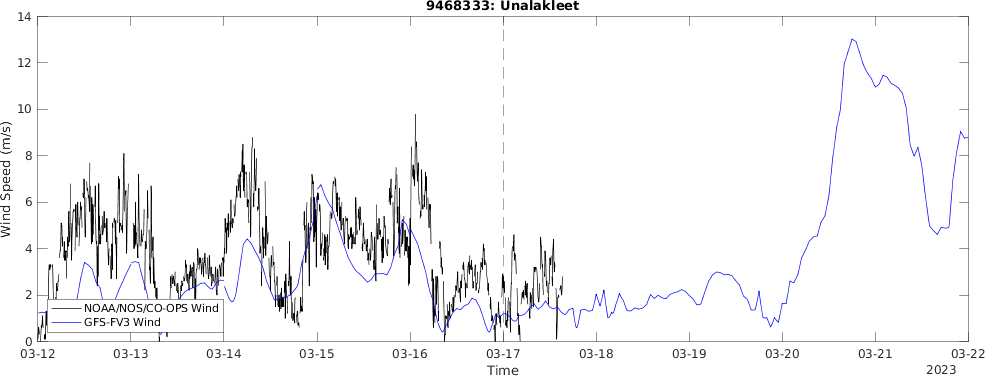 9468333: Unalakleet
14
12
10
8
6
4
2
0
Wind Speed (m/s)
NOAA/NOS/CO-OPS Wind
GFS-FV3 Wind
03-12 03-13 03-14 03-15 03-16 03-17 03-18 03-19 03-20 03-21 03-22
Time
2023